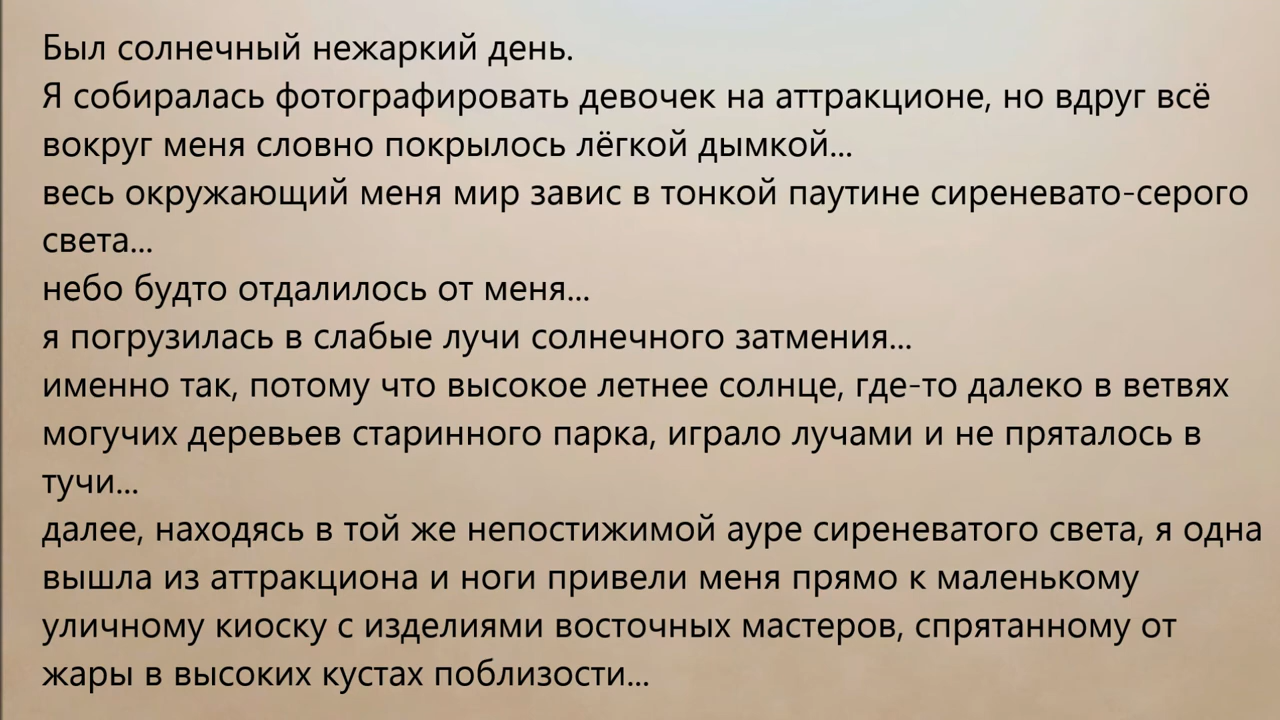 Был солнечный нежаркий день.
Я собиралась фотографировать девочек на аттракционе, но вдруг всё
вокруг меня словно покрылось лёгкой дымкой...
весь окружающий меня мир завис в тонкой паутине сиреневато-серого
света...
небо будто отдалилось от меня...
я погрузилась в слабые лучи солнечного затмения...
именно так, потому что высокое летнее солнце, где-то далеко в ветвях
могучих деревьев старинного парка, играло лучами и не пряталось в
тучи...
далее, находясь в той же непостижимой ауре сиреневатого света, я одна
вышла из аттракциона и ноги привели меня прямо к маленькому
уличному киоску с изделиями восточных мастеров, спрятанному от
жары в высоких кустах поблизости...